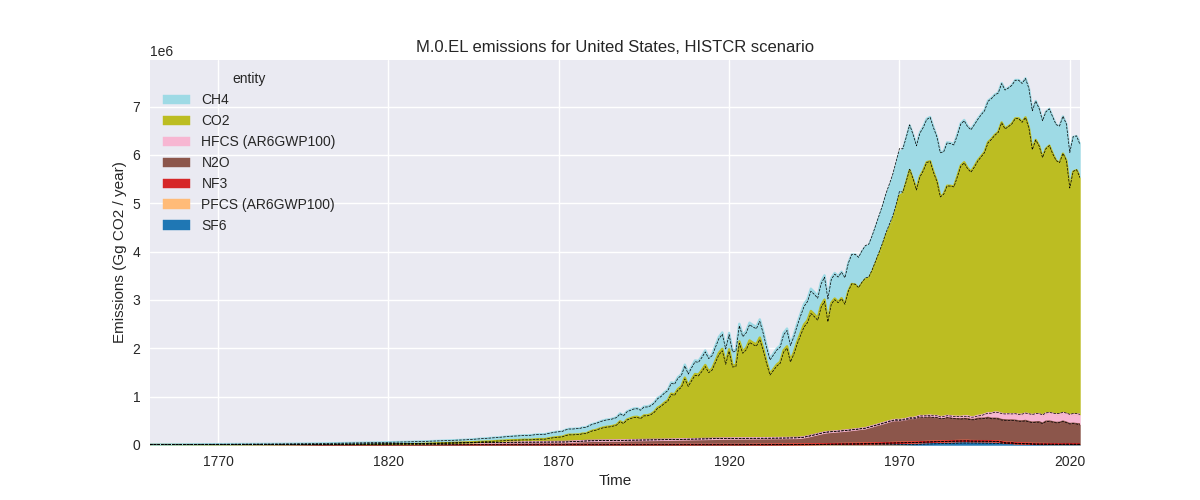 M.0.EL emissions for United States, HISTCR scenario
1e6
entity
CH4
CO2
HFCS (AR6GWP100)
N2O
NF3
PFCS (AR6GWP100)
SF6
7
6
5
4
3
2
1
0
Emissions (Gg CO2 / year)
1770 1820 1870 1920 1970 2020
Time